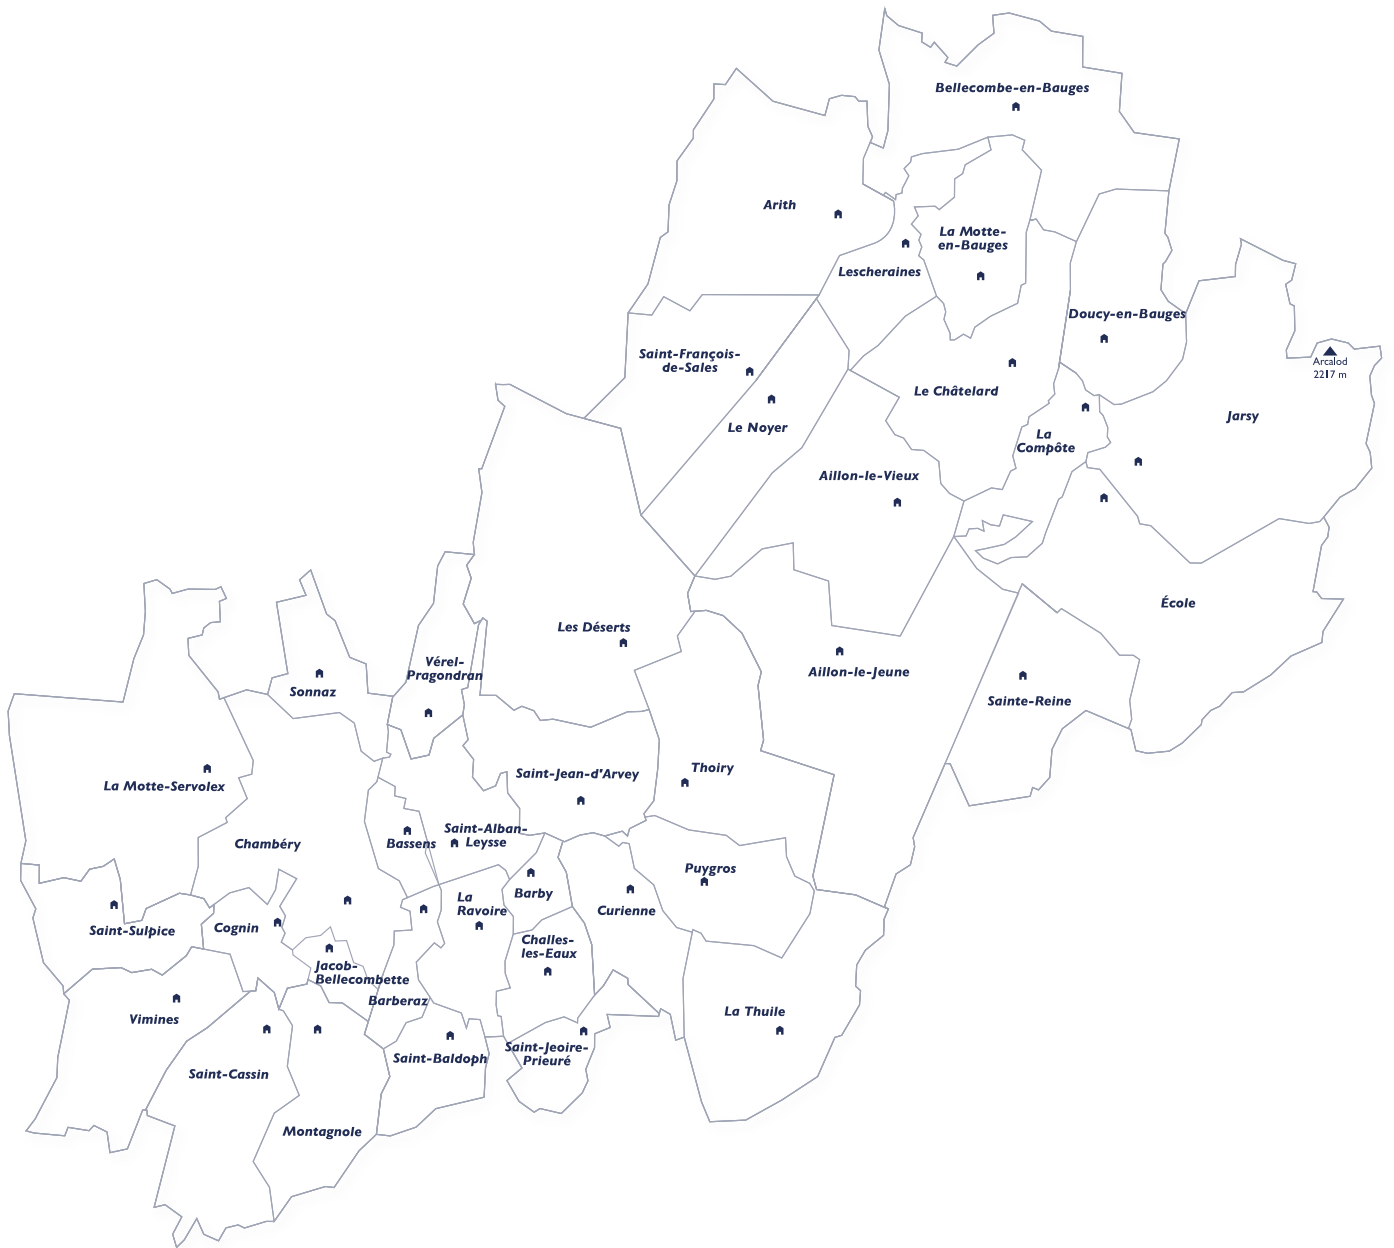 Bellecombe-en-Bauges
Arith
La Motte-
en-Bauges
Lescheraines
Doucy-en-Bauges
Saint-François-
de-Sales
Arcalod
2217 m
Le Châtelard
Jarsy
Le Noyer
La
Compôte
Aillon-le-Vieux
École
Les Déserts
Vérel-
Pragondran
Aillon-le-Jeune
Sonnaz
Sainte-Reine
Thoiry
Saint-Jean-d'Arvey
La Motte-Servolex
Saint-Alban-
Leysse
Chambéry
Bassens
Puygros
Barby
La
Ravoire
Curienne
Saint-Sulpice
Cognin
Challes-
les-Eaux
Jacob-
Bellecombette
Barberaz
La Thuile
Vimines
Saint-Jeoire-
Prieuré
Saint-Baldoph
Saint-Cassin
Montagnole